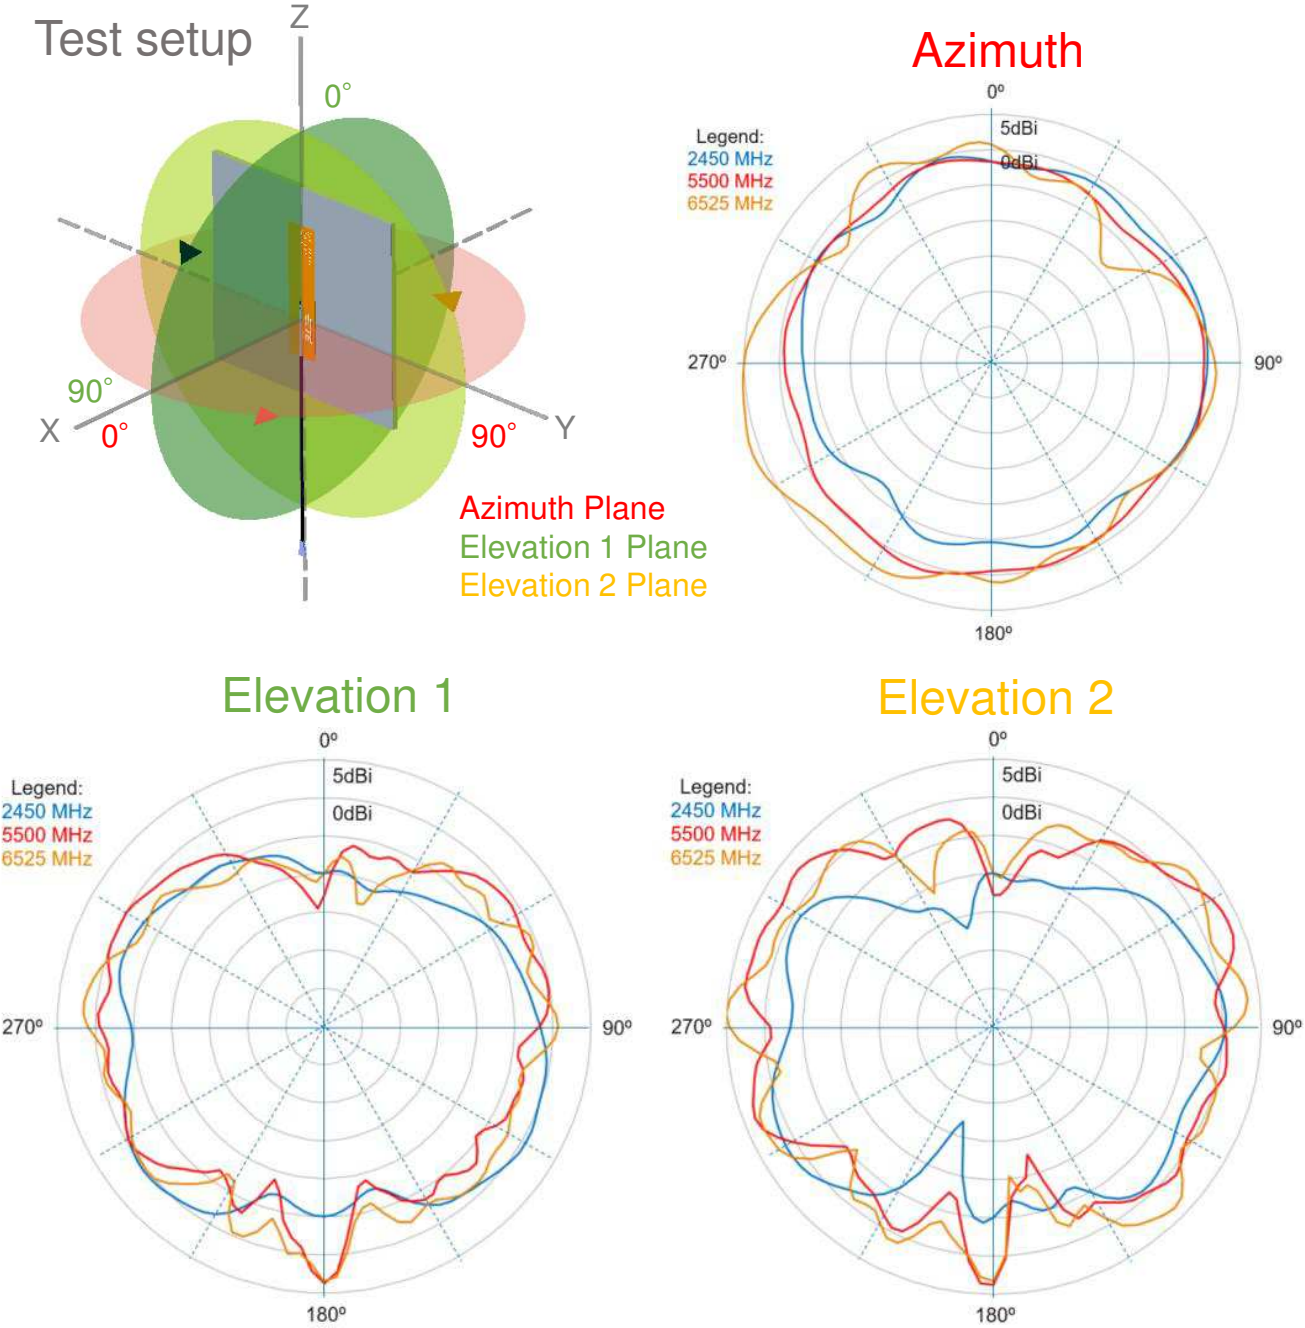 Test setup
Z
0°
90°
X
0°
90°
Y
Azimuth Plane
Elevation 1 Plane
Elevation 2 Plane
Azimuth
0º
5dBi
0dBi
Legend:
2450 MHz
5500 MHz
6525 MHz
270º
90º
180º
Elevation 1
0º
5dBi
0dBi
Legend:
2450 MHz
5500 MHz
6525 MHz
270º
90º
180º
Elevation 2
0º
5dBi
0dBi
Legend:
2450 MHz
5500 MHz
6525 MHz
270º
90º
180º